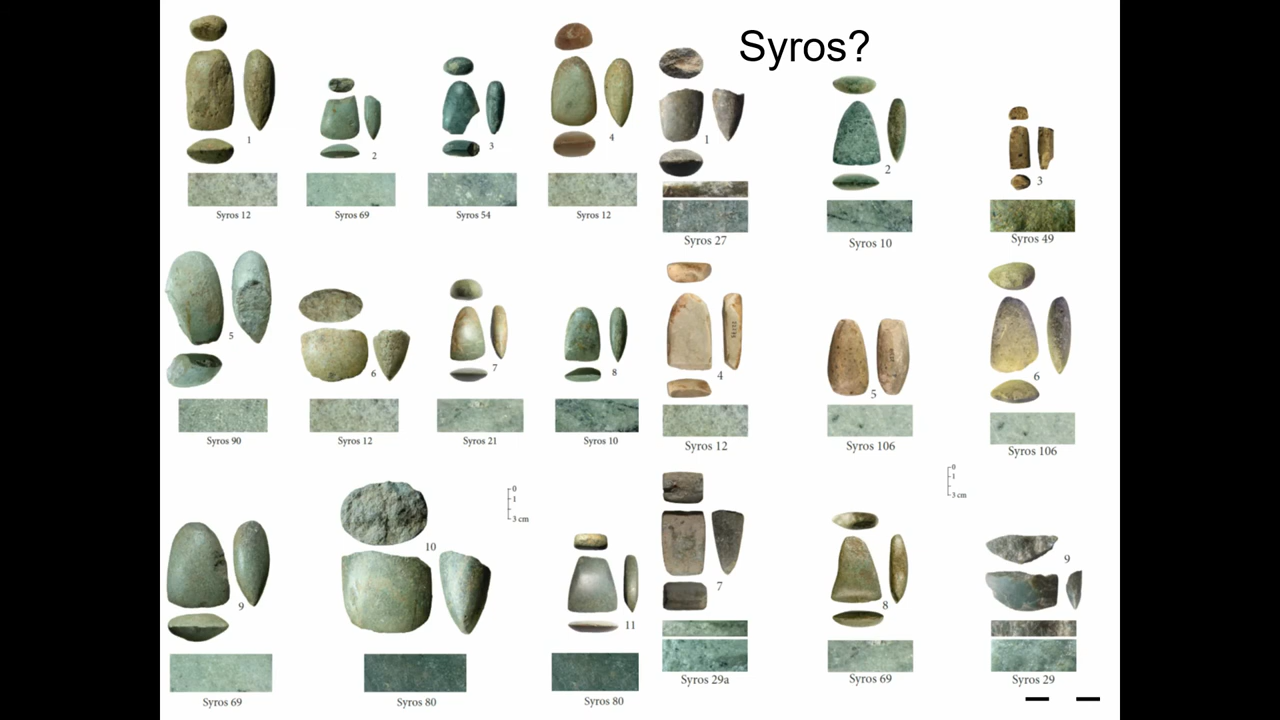 Syros?
1
2
3
4
Syros 12
Syros 69
Syros 54
Syros 12
5
6
7
8
Syros 90
Syros 12
Syros 21
Syros 10
9
10
11
0
1
3 cm
Syros 69
Syros 80
Syros 80
1
2
3
Syros 27
Syros 10
Syros 49
4
5
6
Syros 12
Syros 106
Syros 106
0
1
3 cm
7
8
9
Syros 29a
Syros 69
Syros 29